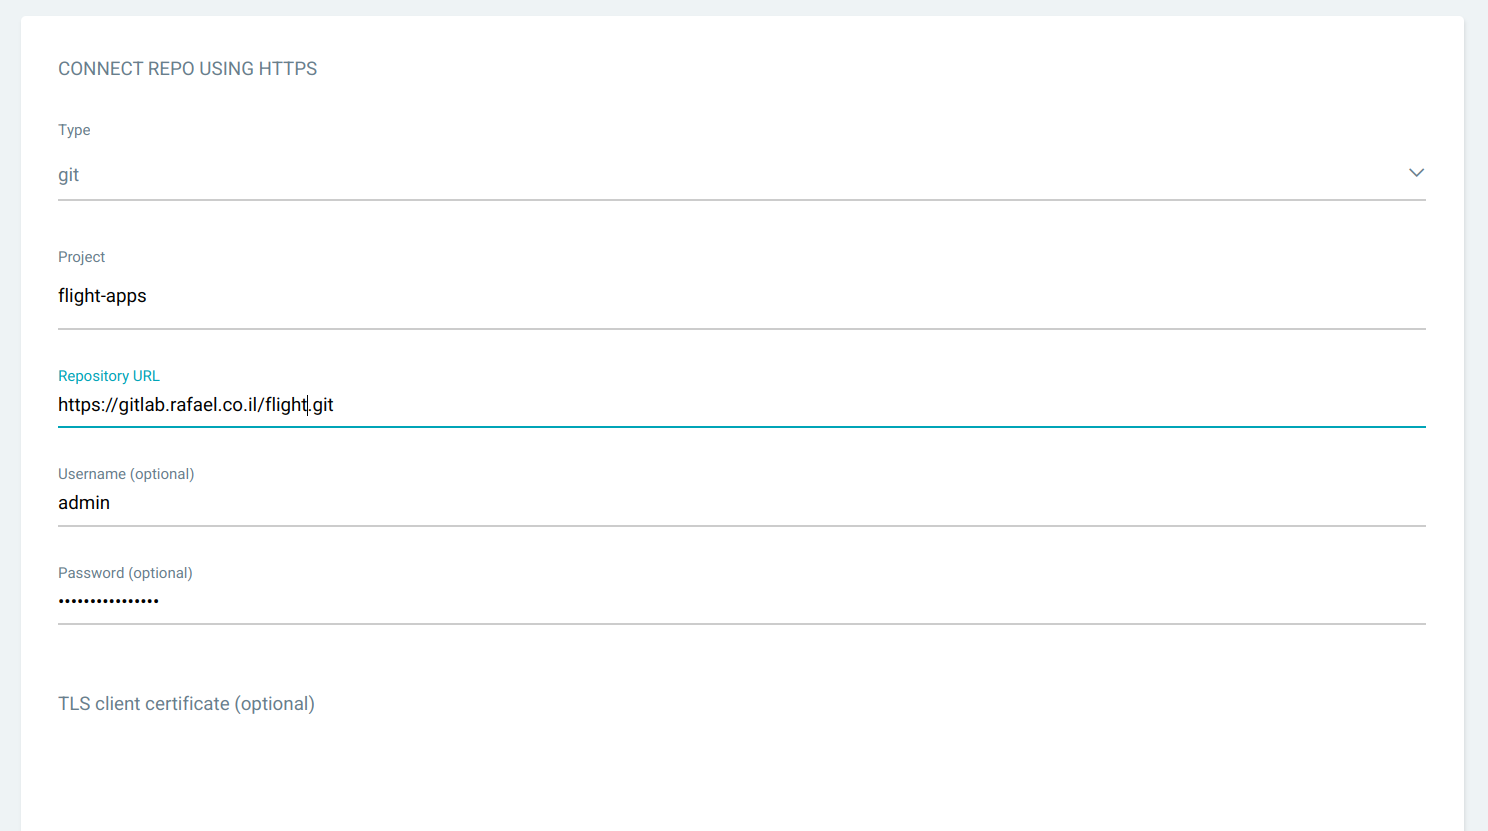 CONNECT REPO USING HTTPS
Type
git
Project
flight-apps
Repository URL
https://gitlab.rafael.co.il/flight.git
Username (optional)
admin
Password (optional)
••••••••••••••••
TLS client certificate (optional)